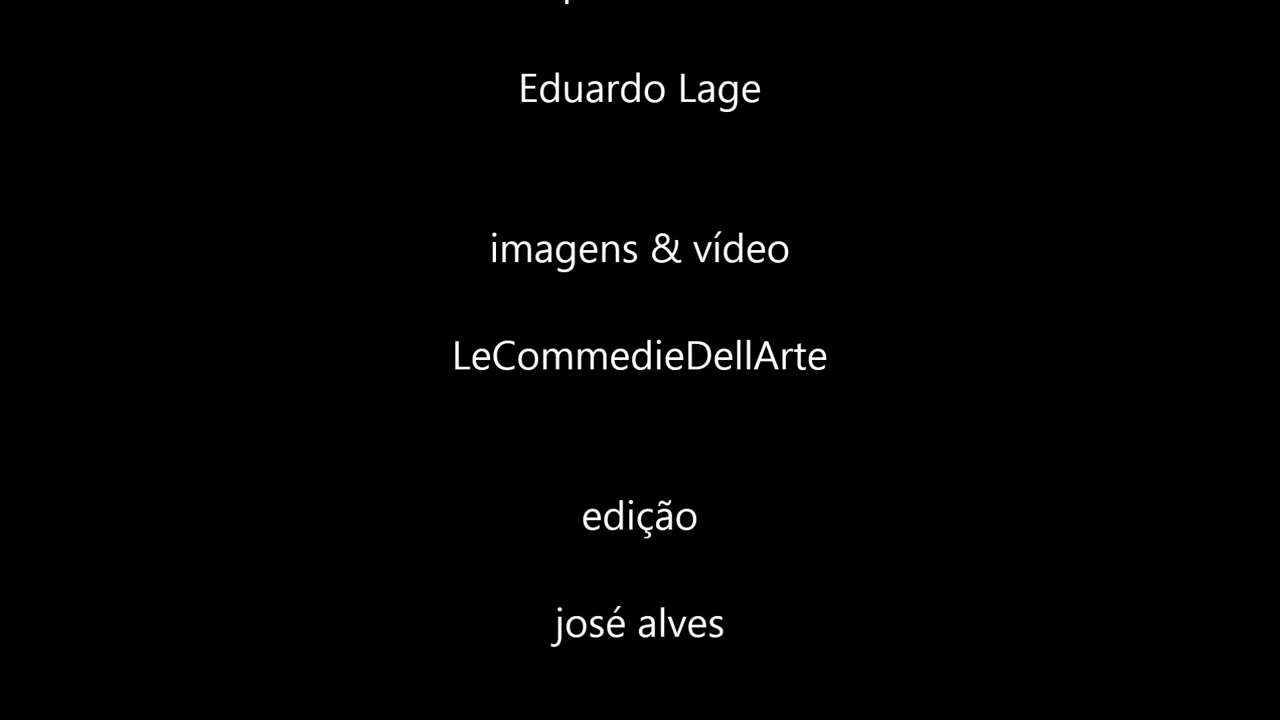 Eduardo Lage
imagens & vídeo
LeCommedieDellArte
edição
josé alves